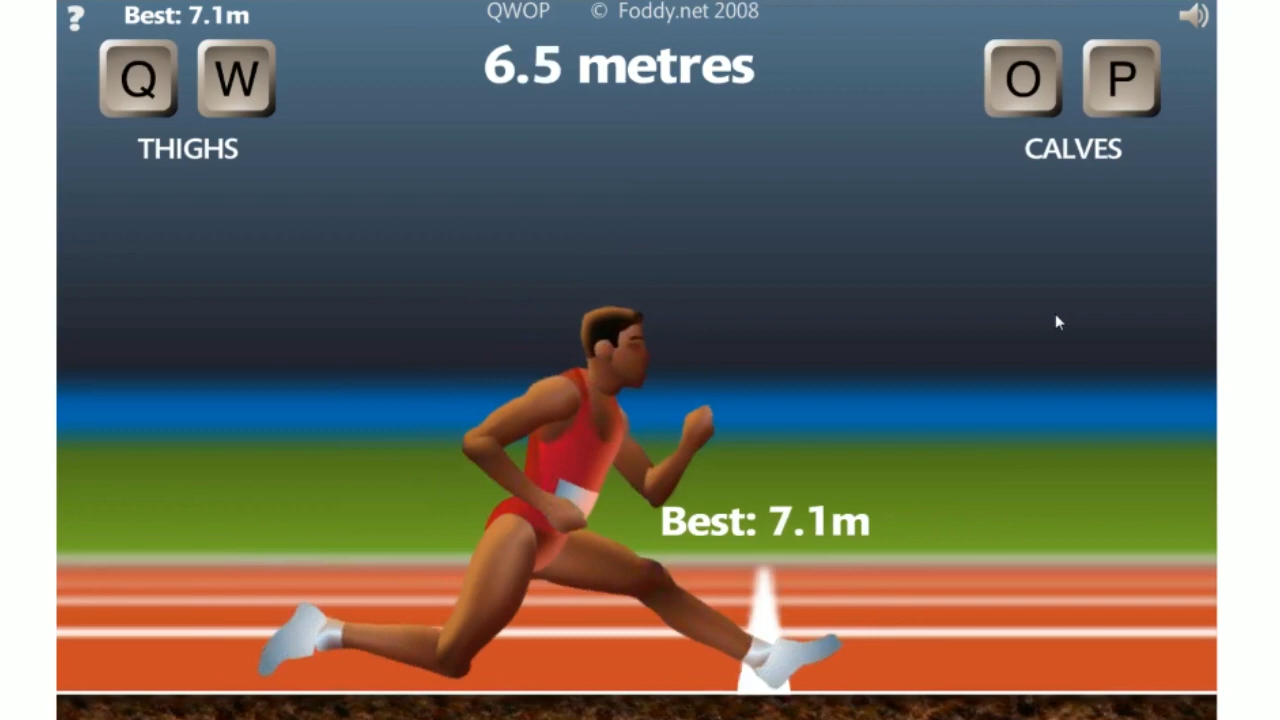 ? Best: 7.1m
QWOP © Foddy.net 2008
6.5 metres
Q W
THIGHS
O P
CALVES
Best: 7.1m